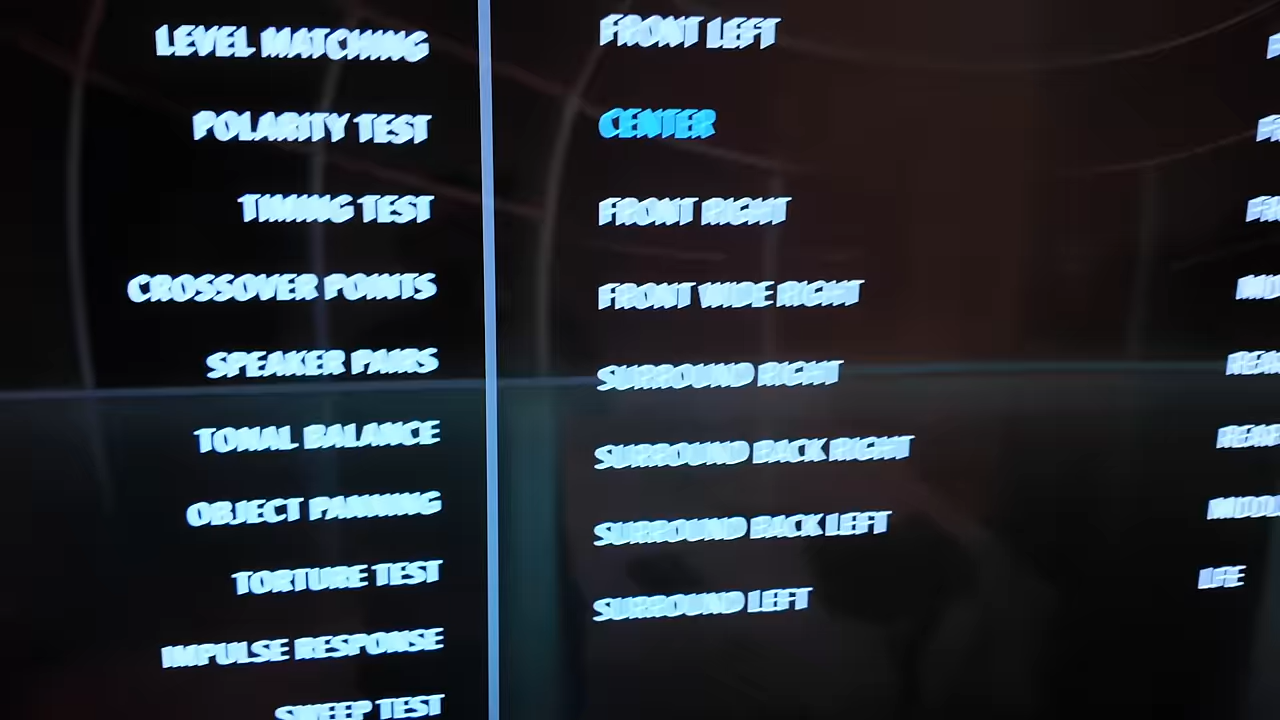 LEVEL MATCHING
POLARITY TEST
TIMING TEST
CROSSOVER POINTS
SPEAKER PAIRS
TONAL BALANCE
OBJECT PANNING
TORTURE TEST
IMPULSE RESPONSE
SWEEP TEST
FRONT LEFT
CENTER
FRONT RIGHT
FRONT WIDE RIGHT
SURROUND RIGHT
SURROUND BACK RIGHT
SURROUND BACK LEFT
SURROUND LEFT
LFE